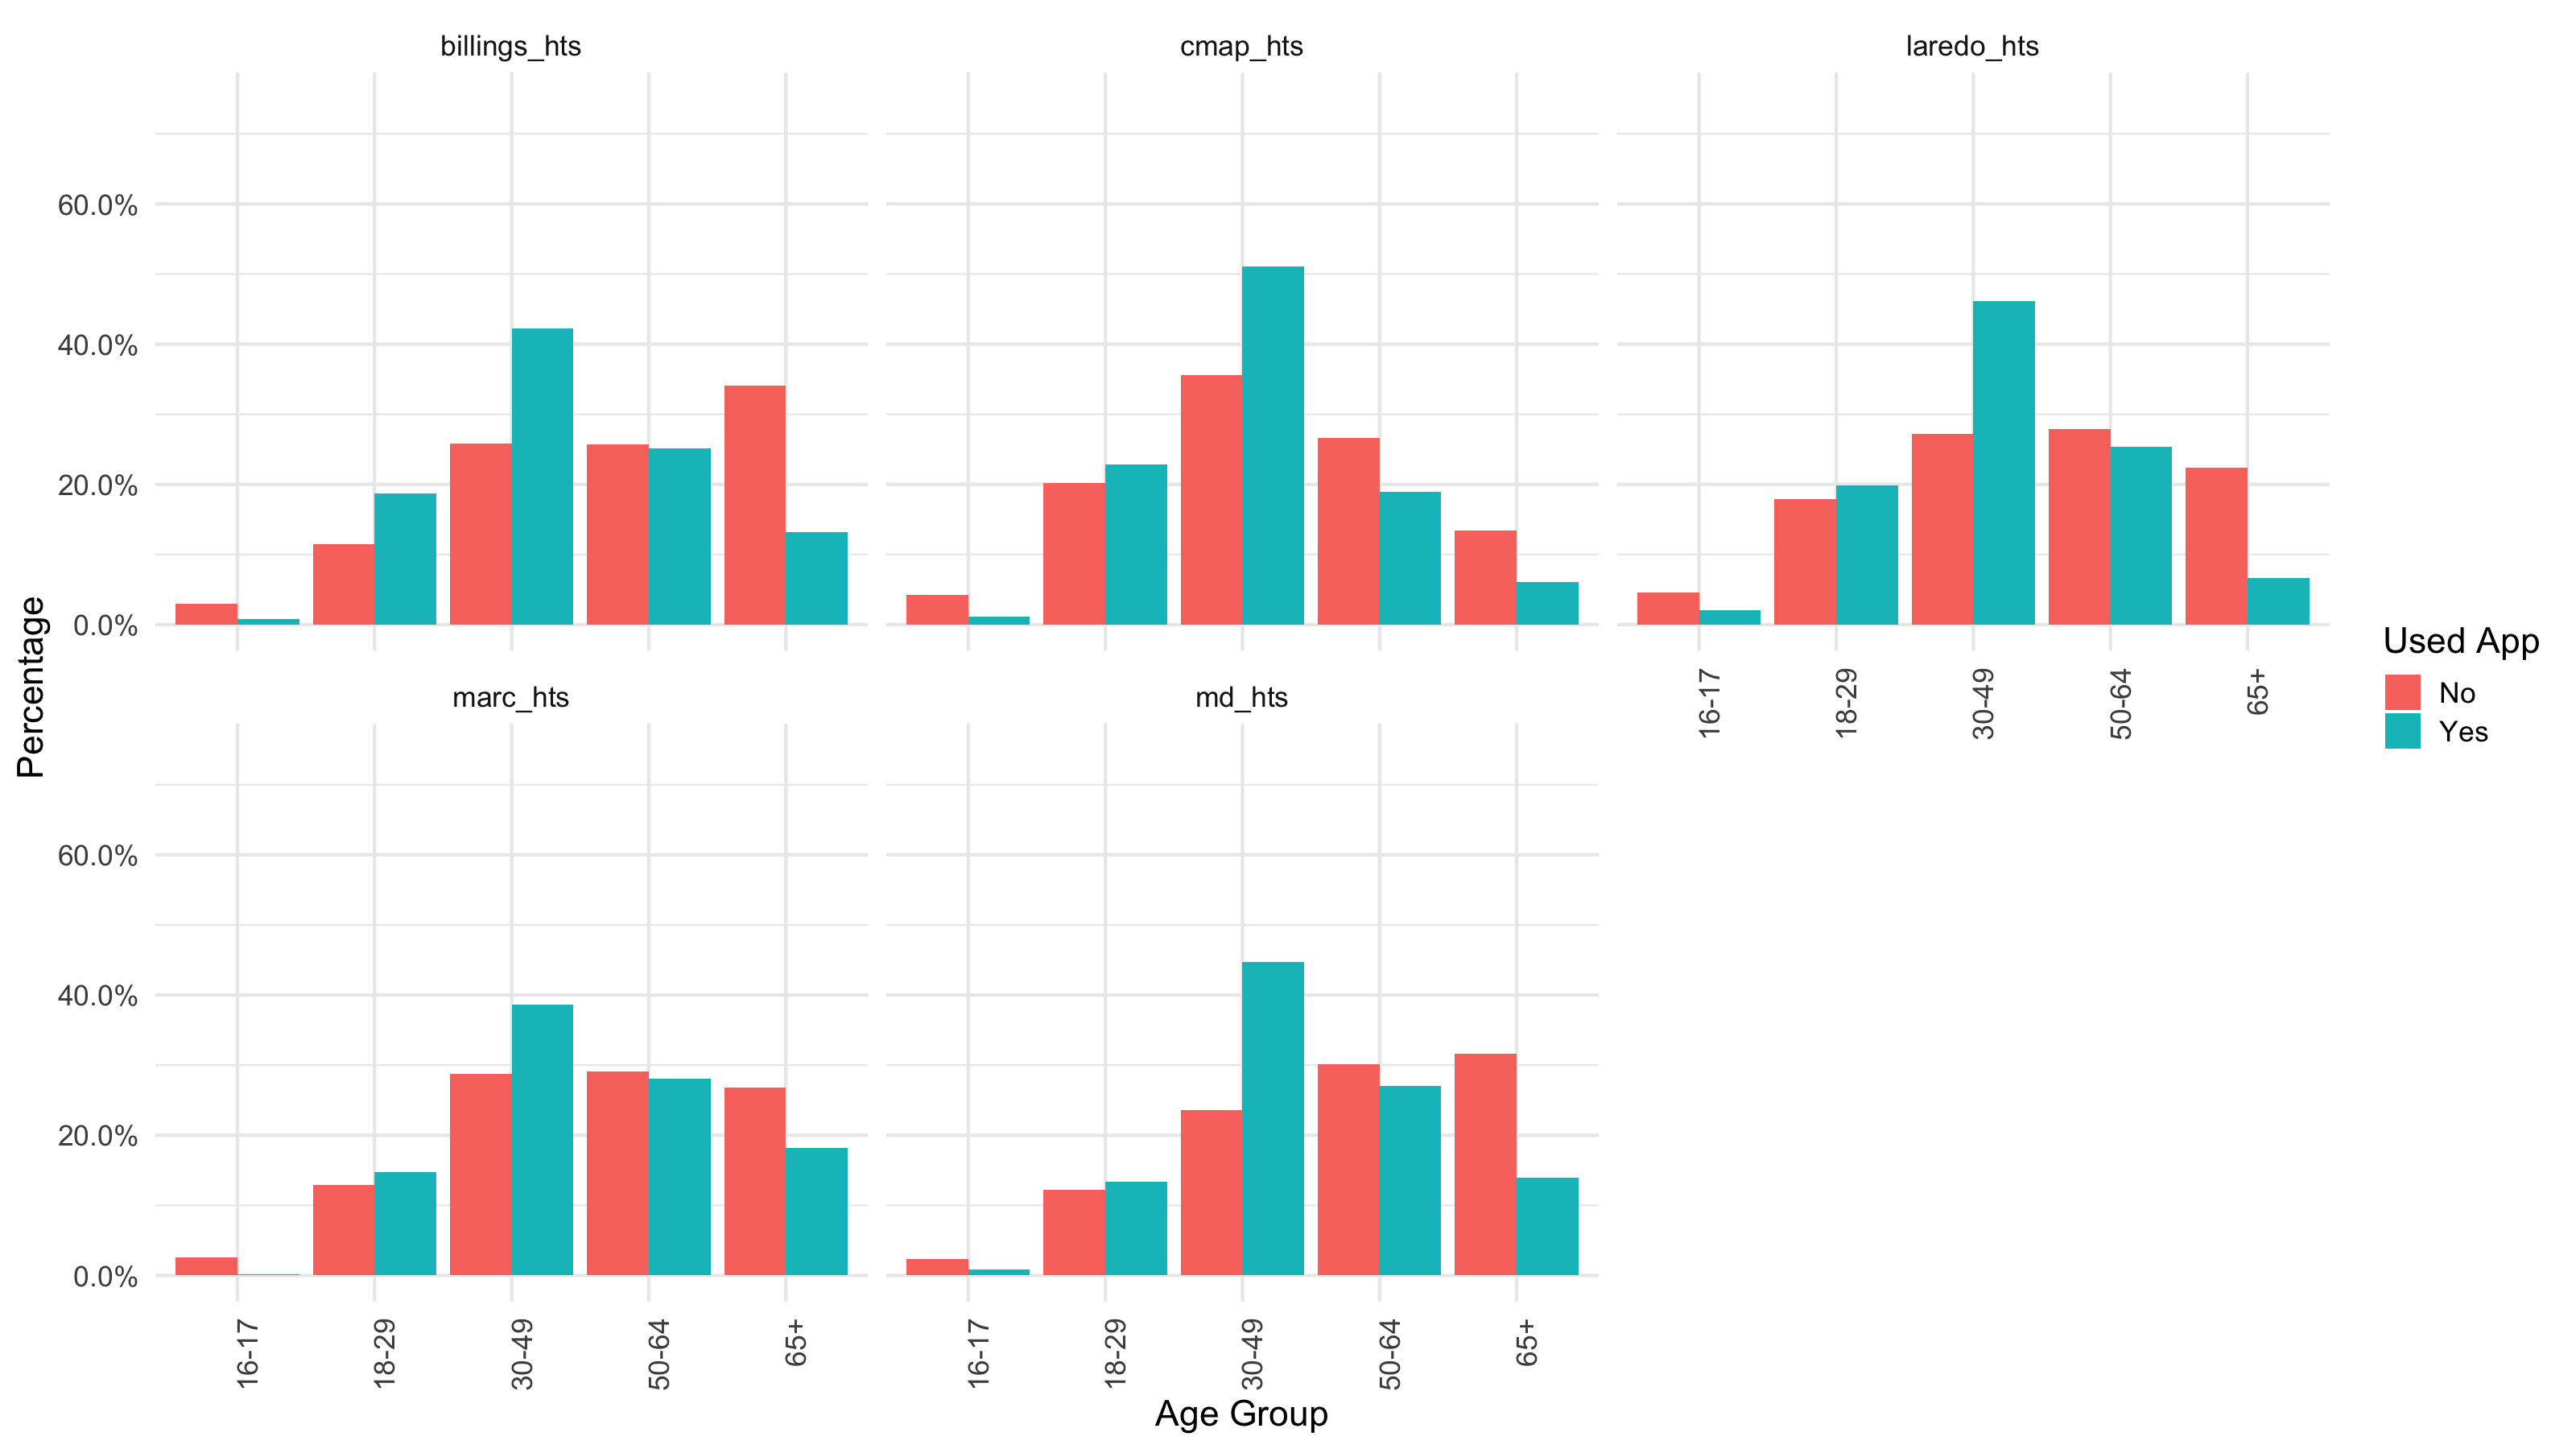 billings_hts
cmap_hts
laredo_hts
60.0%
40.0%
20.0%
0.0%
16-17
18-29
30-49
50-64
65+
marc_hts
md_hts
60.0%
40.0%
20.0%
0.0%
16-17
18-29
30-49
50-64
65+
16-17
18-29
30-49
50-64
65+
Percentage
Age Group
Used App
No
Yes